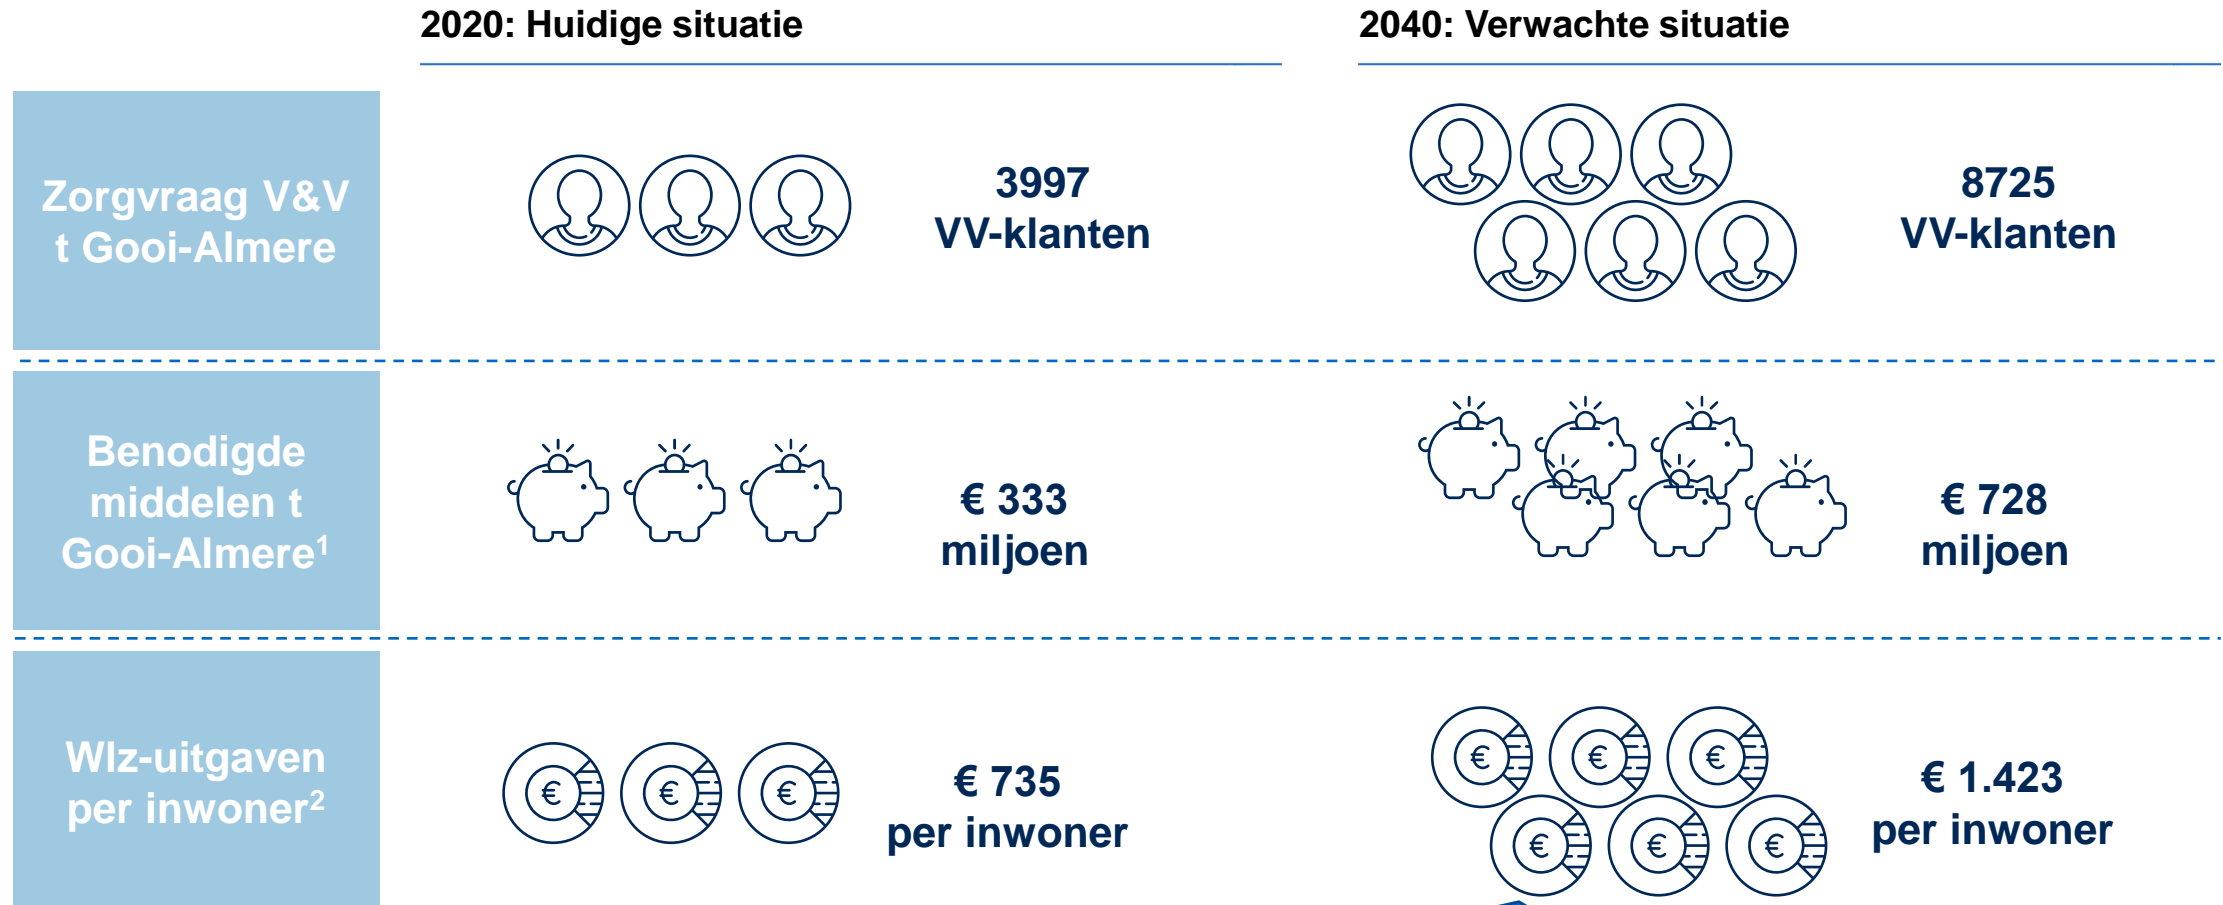 2020: Huidige situatie
2040: Verwachte situatie
Zorgvraag V&V
t Gooi-Almere
3997
VV-klanten
8725
VV-klanten
Benodigde
middelen t
Gooi-Almere¹
€ 333
miljoen
€ 728
miljoen
Wlz-uitgaven
per inwoner²
€ € €
€ 735
per inwoner
€ € €
€ € €
€ 1.423
per inwoner